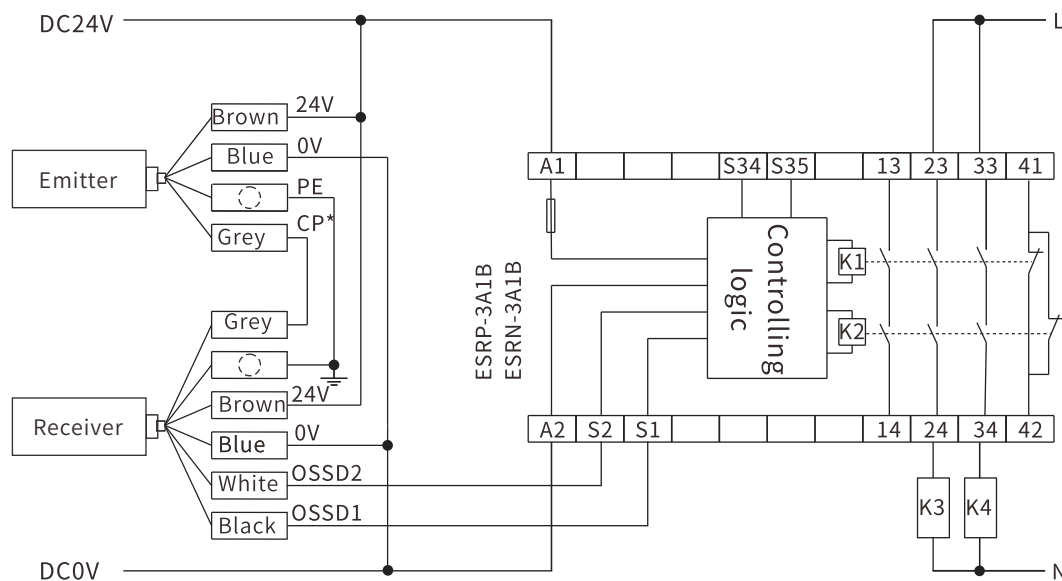 DC24V
L
Brown 24V
Blue 0V
Emitter
PE
Grey CP*
A1 S34 S35 13 23 33 41
Controlling
logic
K1
K2
ESRP-3A1B
ESRN-3A1B
Grey
Brown 24V
Receiver
Blue 0V
White OSSD2
Black OSSD1
A2 S2 S1 14 24 34 42
K3 K4
DC0V
N